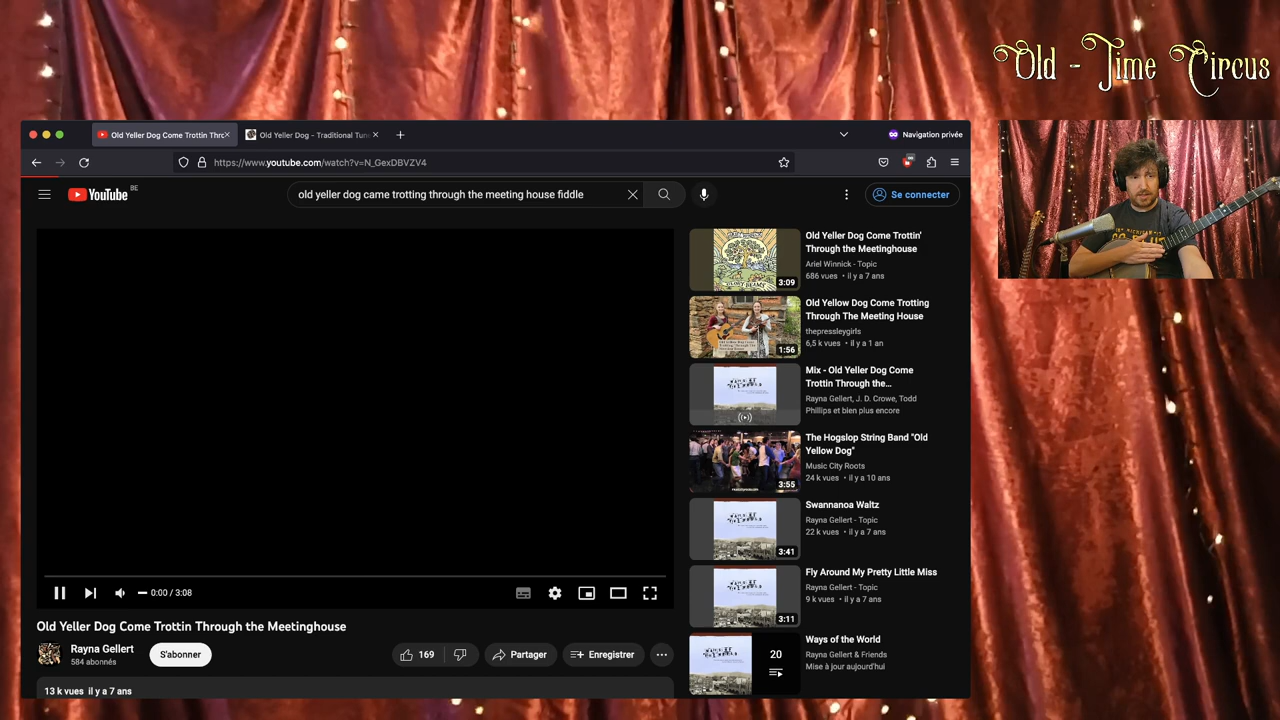 Old - Time Circus
Old Yeller Dog Come Trottin Thro
Old Yeller Dog - Traditional Tun
Navigation privée
https://www.youtube.com/watch?v=N_GexDBVZV4
YouTube BE
old yeller dog came trotting through the meeting house fiddle
Se connecter
Old Yeller Dog Come Trottin'
Through the Meetinghouse
Ariel Winnick - Topic
686 vues • il y a 7 ans
3:09
Old Yellow Dog Come Trotting
Through The Meeting House
thepressleygirls
6,5 k vues • il y a 1 an
1:56
Mix - Old Yeller Dog Come
Trottin Through the...
Rayna Gellert, J. D. Crowe, Todd
Phillips et bien plus encore
The Hogslop String Band "Old
Yellow Dog"
Music City Roots
24 k vues • il y a 10 ans
3:55
Swannanoa Waltz
Rayna Gellert - Topic
22 k vues • il y a 7 ans
3:41
Fly Around My Pretty Little Miss
Rayna Gellert - Topic
9 k vues • il y a 7 ans
3:11
Ways of the World
Rayna Gellert & Friends
Mise à jour aujourd'hui
20
0:00 / 3:08
Old Yeller Dog Come Trottin Through the Meetinghouse
Rayna Gellert
584 abonnés
S'abonner
169
Partager
Enregistrer
13 k vues il y a 7 ans